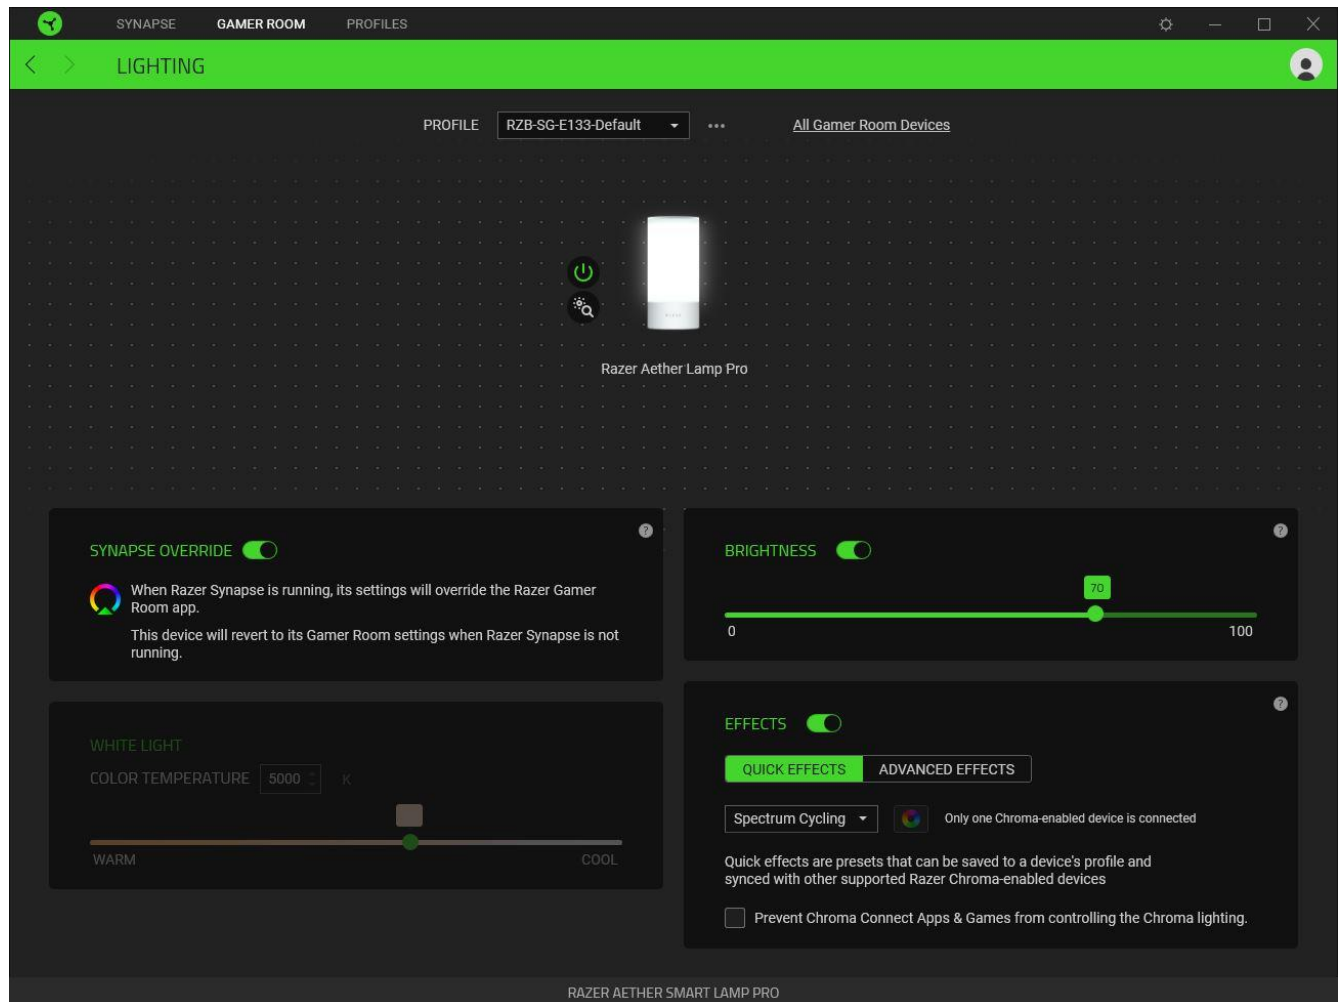 SYNAPSE GAMER ROOM PROFILES
LIGHTING
PROFILE RZB-SG-E133-Default ••• All Gamer Room Devices
Razer Aether Lamp Pro
SYNAPSE OVERRIDE
When Razer Synapse is running, its settings will override the Razer Gamer
Room app.
This device will revert to its Gamer Room settings when Razer Synapse is not
running.
WHITE LIGHT
COLOR TEMPERATURE 5000 K
WARM COOL
BRIGHTNESS
70
0 100
EFFECTS
QUICK EFFECTS ADVANCED EFFECTS
Spectrum Cycling Only one Chroma-enabled device is connected
Quick effects are presets that can be saved to a device's profile and
synced with other supported Razer Chroma-enabled devices
Prevent Chroma Connect Apps & Games from controlling the Chroma lighting.
RAZER AETHER SMART LAMP PRO